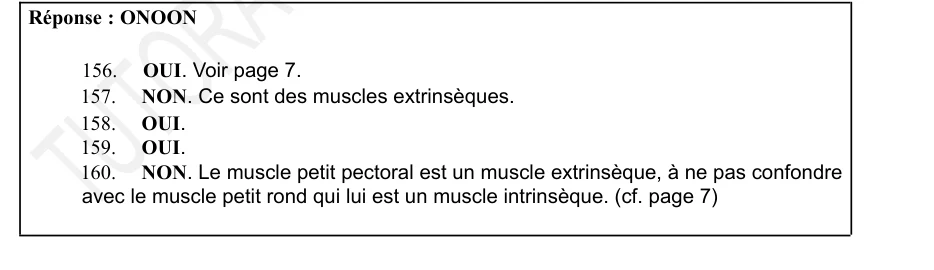 Réponse : ONOON
156. OUI. Voir page 7.
157. NON. Ce sont des muscles extrinsèques.
158. OUI.
159. OUI.
160. NON. Le muscle petit pectoral est un muscle extrinsèque, à ne pas confondre
avec le muscle petit rond qui lui est un muscle intrinsèque. (cf. page 7)
TUTORA